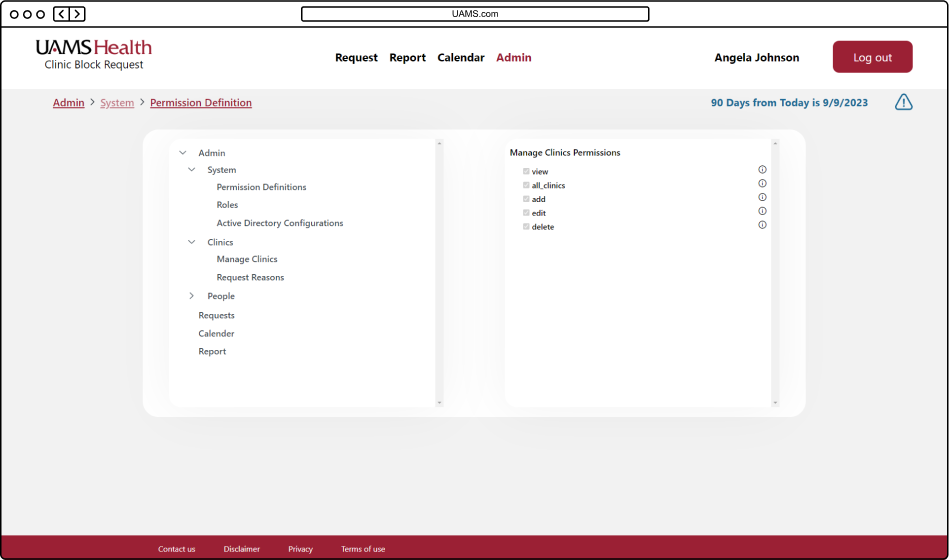 UAMS.com
UAMS Health
Clinic Block Request
Request Report Calendar Admin
Angela Johnson
Log out
Admin > System > Permission Definition
90 Days from Today is 9/9/2023
Admin
System
Permission Definitions
Roles
Active Directory Configurations
Clinics
Manage Clinics
Request Reasons
People
Requests
Calender
Report
Manage Clinics Permissions
view
all_clinics
add
edit
delete
Contact us Disclaimer Privacy Terms of use